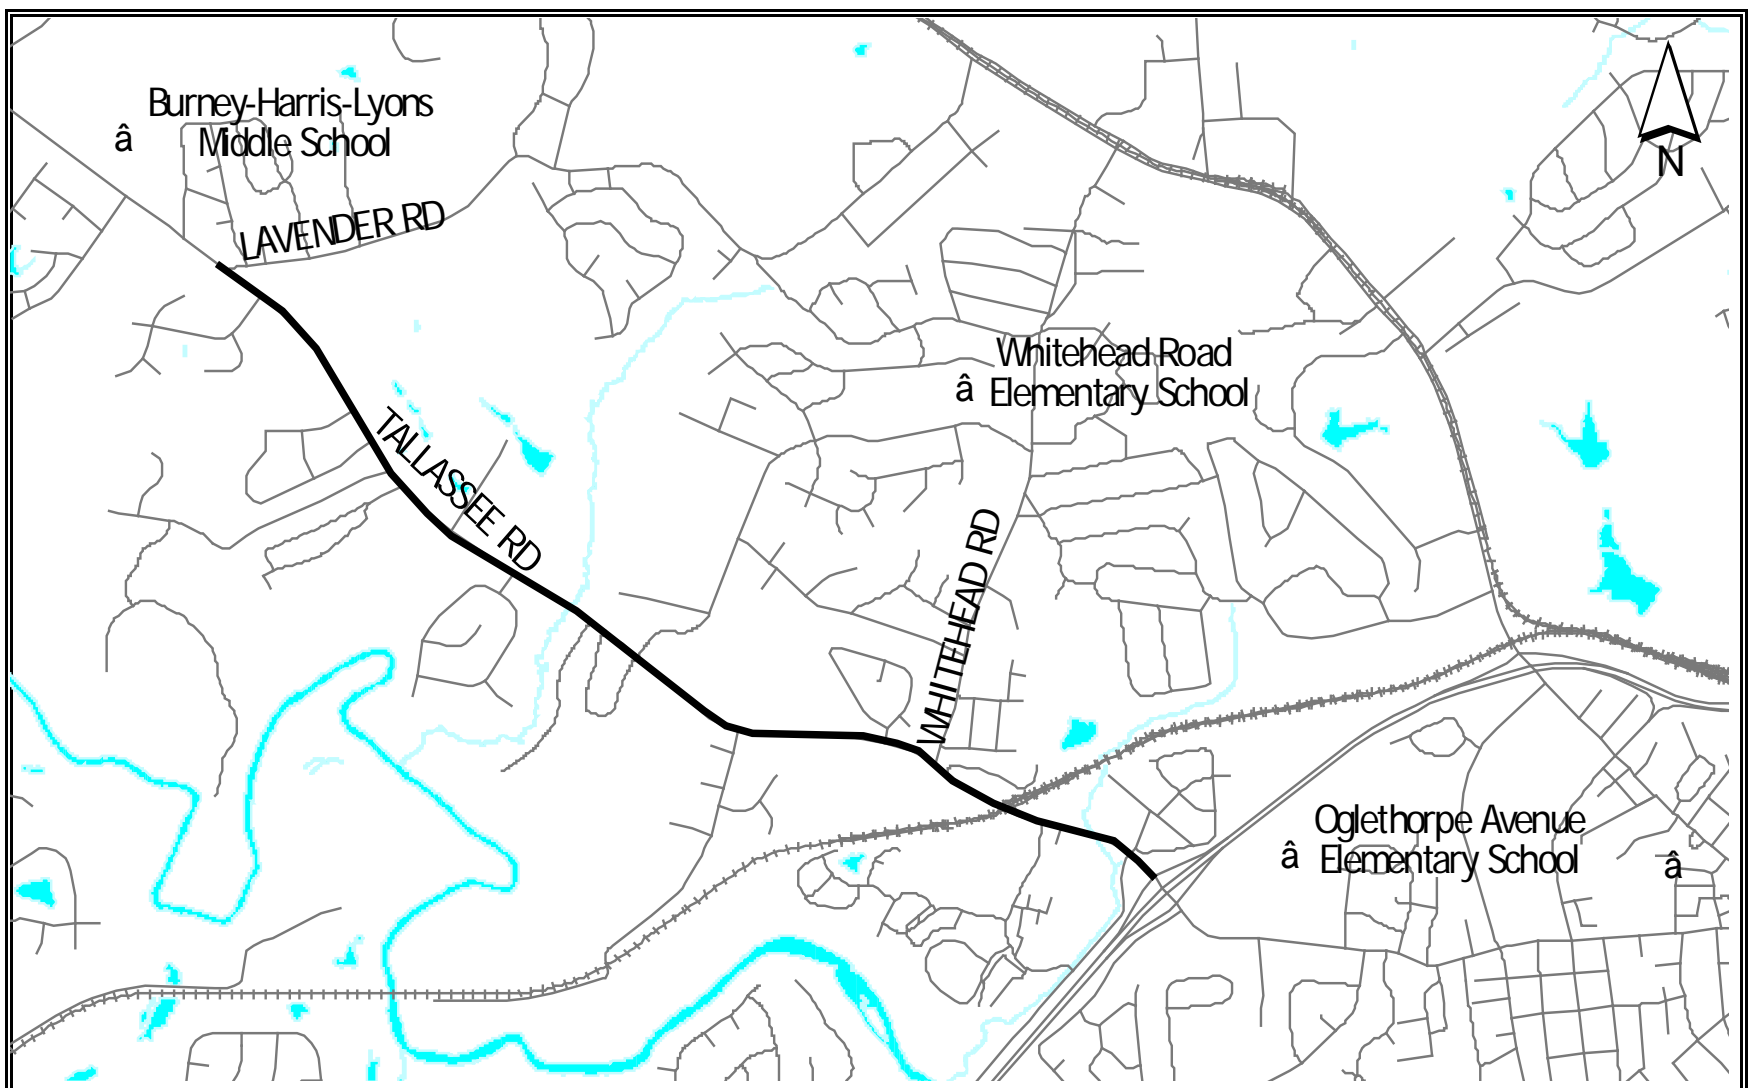 Burney-Harris-Lyons
â Middle School
N
LAVENDER RD
Whitehead Road
â Elementary School
TALLASSEE RD
WHITEHEAD RD
Oglethorpe Avenue
â Elementary School â